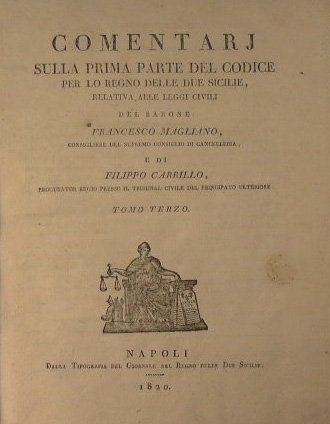 COMENTARJ
SULLA PRIMA PARTE DEL CODICE
PER LO REGNO DELLE DUE SICILIE,
RELATIVA ALLE LEGGI CIVILI
DEL BARONE
FRANCESCO MAGLIANO,
CONSIGLIERE DEL SUPREMO CONSIGLIO DI CANCELLERIA,
E DI
FILIPPO CARRILLO,
PROCURATOR REGIO PRESSO IL TRIBUNAL CIVILE DEL PRINCIPATO ULTERIORE
TOMO TERZO.
NAPOLI
DALLA TIPOGRAFIA DEL GIORNALE DEL REGNO DELLE DUE SICILIE.
1820.